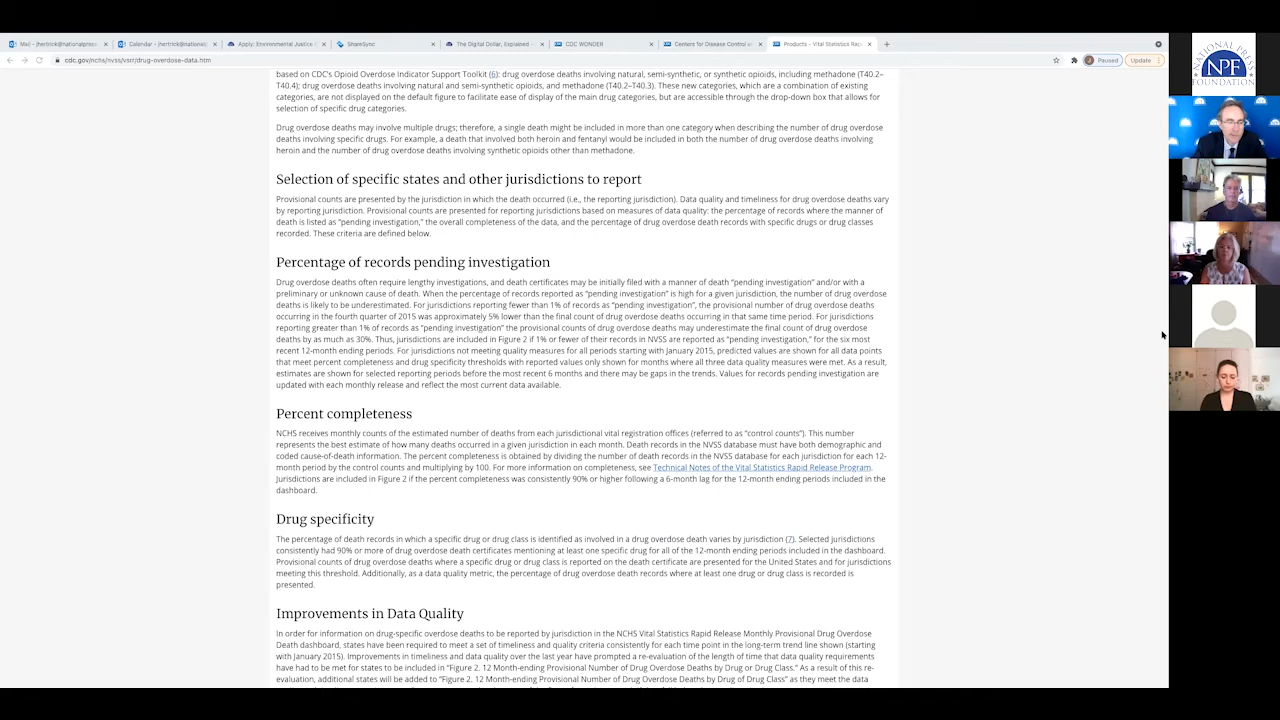 Mail - jhertrick@nationalpres
Calendar - jhertrick@national
Apply: Environmental Justice
ShareSync
The Digital Dollar, Explained -
CDC WONDER
Centers for Disease Control an
Products - Vital Statistics Rap
cdc.gov/nchs/nvss/vsrr/drug-overdose-data.htm
J Paused
Update
based on CDC's Opioid Overdose Indicator Support Toolkit (6): drug overdose deaths involving natural, semi-synthetic, or synthetic opioids, including methadone (T40.2–
T40.4); drug overdose deaths involving natural and semi-synthetic opioids, and methadone (T40.2–T40.3). These new categories, which are a combination of existing
categories, are not displayed on the default figure to facilitate ease of display of the main drug categories, but are accessible through the drop-down box that allows for
selection of specific drug categories.
Drug overdose deaths may involve multiple drugs; therefore, a single death might be included in more than one category when describing the number of drug overdose
deaths involving specific drugs. For example, a death that involved both heroin and fentanyl would be included in both the number of drug overdose deaths involving
heroin and the number of drug overdose deaths involving synthetic opioids other than methadone.
Selection of specific states and other jurisdictions to report
Provisional counts are presented by the jurisdiction in which the death occurred (i.e., the reporting jurisdiction). Data quality and timeliness for drug overdose deaths vary
by reporting jurisdiction. Provisional counts are presented for reporting jurisdictions based on measures of data quality: the percentage of records where the manner of
death is listed as “pending investigation,” the overall completeness of the data, and the percentage of drug overdose death records with specific drugs or drug classes
recorded. These criteria are defined below.
Percentage of records pending investigation
Drug overdose deaths often require lengthy investigations, and death certificates may be initially filed with a manner of death “pending investigation” and/or with a
preliminary or unknown cause of death. When the percentage of records reported as “pending investigation” is high for a given jurisdiction, the number of drug overdose
deaths is likely to be underestimated. For jurisdictions reporting fewer than 1% of records as “pending investigation”, the provisional number of drug overdose deaths
occurring in the fourth quarter of 2015 was approximately 5% lower than the final count of drug overdose deaths occurring in that same time period. For jurisdictions
reporting greater than 1% of records as “pending investigation” the provisional counts of drug overdose deaths may underestimate the final count of drug overdose
deaths by as much as 30%. Thus, jurisdictions are included in Figure 2 if 1% or fewer of their records in NVSS are reported as “pending investigation,” for the six most
recent 12-month ending periods. For jurisdictions not meeting quality measures for all periods starting with January 2015, predicted values are shown for all data points
that meet percent completeness and drug specificity thresholds with reported values only shown for months where all three data quality measures were met. As a result,
estimates are shown for selected reporting periods before the most recent 6 months and there may be gaps in the trends. Values for records pending investigation are
updated with each monthly release and reflect the most current data available.
Percent completeness
NCHS receives monthly counts of the estimated number of deaths from each jurisdictional vital registration offices (referred to as “control counts”). This number
represents the best estimate of how many deaths occurred in a given jurisdiction in each month. Death records in the NVSS database must have both demographic and
coded cause-of-death information. The percent completeness is obtained by dividing the number of death records in the NVSS database for each jurisdiction for each 12-
month period by the control counts and multiplying by 100. For more information on completeness, see Technical Notes of the Vital Statistics Rapid Release Program.
Jurisdictions are included in Figure 2 if the percent completeness was consistently 90% or higher following a 6-month lag for the 12-month ending periods included in the
dashboard.
Drug specificity
The percentage of death records in which a specific drug or drug class is identified as involved in a drug overdose death varies by jurisdiction (7). Selected jurisdictions
consistently had 90% or more of drug overdose death certificates mentioning at least one specific drug for all of the 12-month ending periods included in the dashboard.
Provisional counts of drug overdose deaths where a specific drug or drug class is reported on the death certificate are presented for the United States and for jurisdictions
meeting this threshold. Additionally, as a data quality metric, the percentage of drug overdose death records where at least one drug or drug class is recorded is
presented.
Improvements in Data Quality
In order for information on drug-specific overdose deaths to be reported by jurisdiction in the NCHS Vital Statistics Rapid Release Monthly Provisional Drug Overdose
Death dashboard, states have been required to meet a set of timeliness and quality criteria consistently for each time point in the long-term trend line shown (starting
with January 2015). Improvements in timeliness and data quality over the last year have prompted a re-evaluation of the length of time that data quality requirements
have had to be met for states to be included in “Figure 2. 12 Month-ending Provisional Number of Drug Overdose Deaths by Drug or Drug Class.” As a result of this re-
evaluation, additional states will be added to “Figure 2. 12 Month-ending Provisional Number of Drug Overdose Deaths by Drug of Drug Class” as they meet the data
NATIONAL PRESS
NPF
FOUNDATION